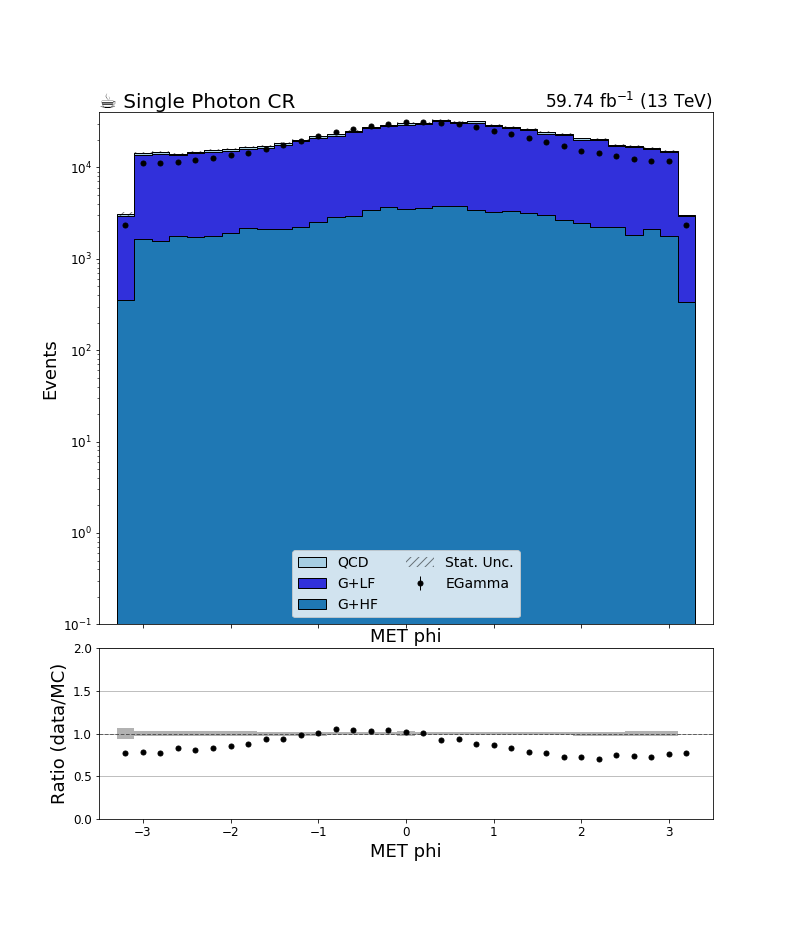 ☕ Single Photon CR
59.74 fb⁻¹ (13 TeV)
Events
10⁴
10³
10²
10¹
10⁰
10⁻¹
QCD
G+LF
G+HF
Stat. Unc.
EGamma
MET phi
Ratio (data/MC)
2.0
1.5
1.0
0.5
0.0
−3 −2 −1 0 1 2 3
MET phi